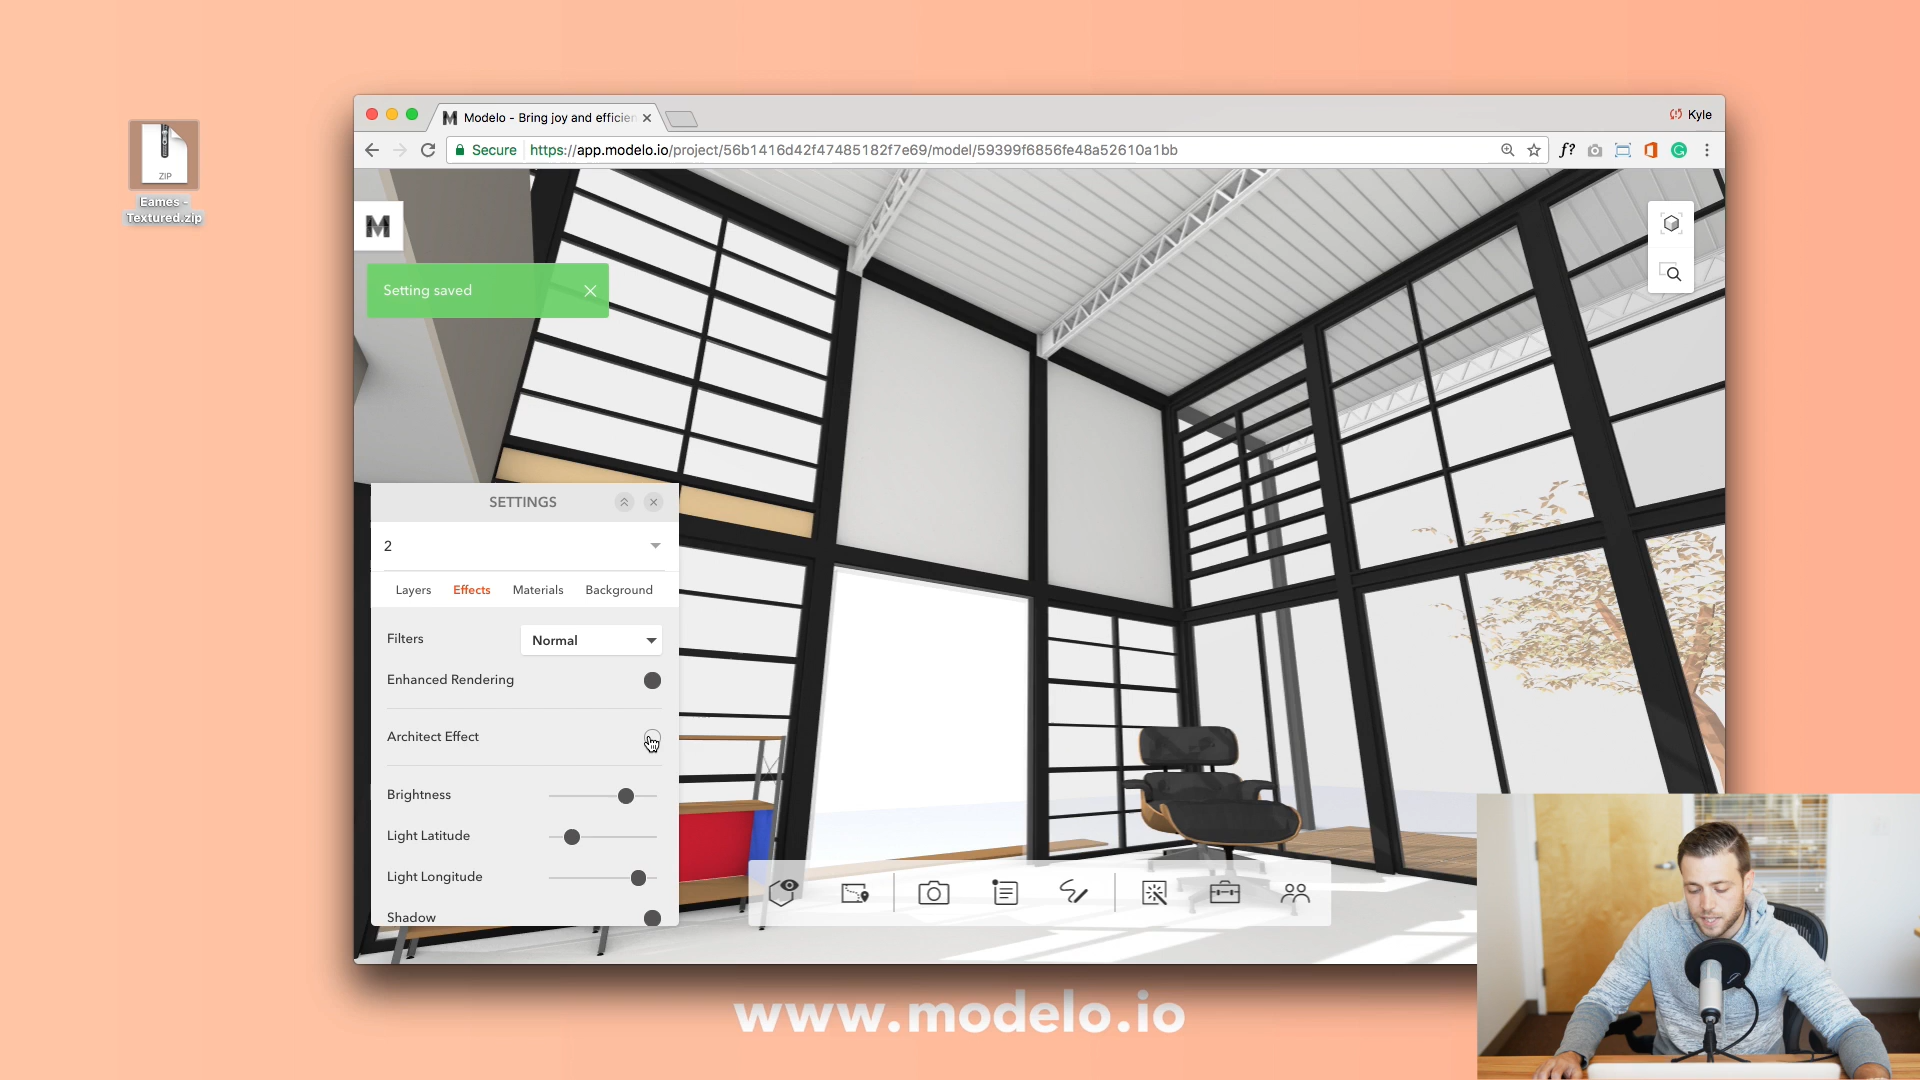 ZIP
Eames -
Textured.zip
M Modelo - Bring joy and efficien
Kyle
Secure https://app.modelo.io/project/56b1416d42f47485182f7e69/model/59399f6856fe48a52610a1bb
f?
M
Setting saved
SETTINGS
2
Layers Effects Materials Background
Filters Normal
Enhanced Rendering
Architect Effect
Brightness
Light Latitude
Light Longitude
Shadow
www.modelo.io